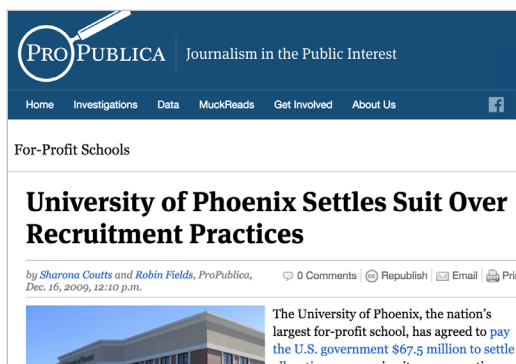 PROPUBLICA Journalism in the Public Interest
Home Investigations Data MuckReads Get Involved About Us
For-Profit Schools
University of Phoenix Settles Suit Over
Recruitment Practices
by Sharona Coutts and Robin Fields, ProPublica,
Dec. 16, 2009, 12:10 p.m.
0 Comments Republish Email
The University of Phoenix, the nation's
largest for-profit school, has agreed to pay
the U.S. government $67.5 million to settle